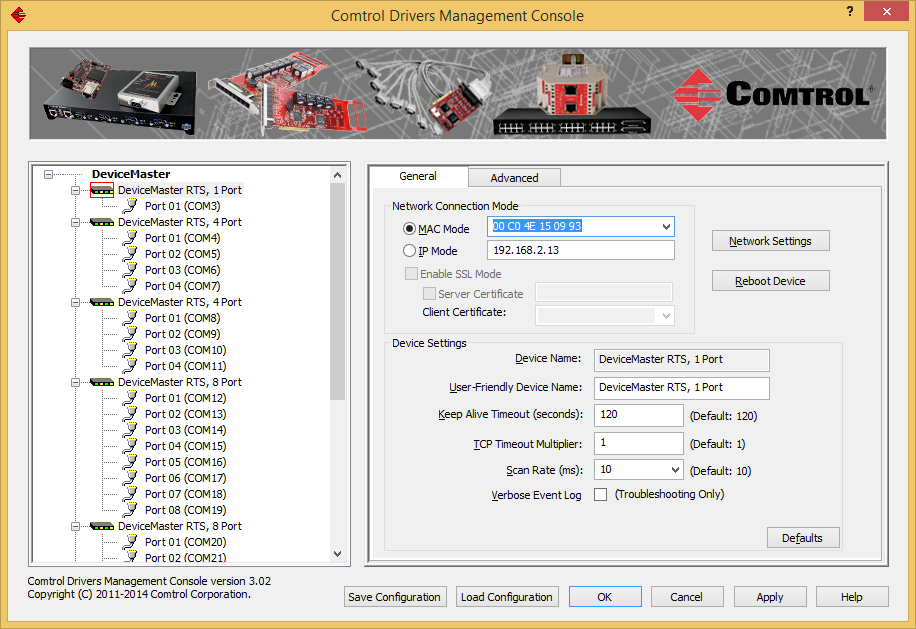 Comtrol Drivers Management Console
?
COMTROL®
DeviceMaster
DeviceMaster RTS, 1 Port
Port 01 (COM3)
DeviceMaster RTS, 4 Port
Port 01 (COM4)
Port 02 (COM5)
Port 03 (COM6)
Port 04 (COM7)
DeviceMaster RTS, 4 Port
Port 01 (COM8)
Port 02 (COM9)
Port 03 (COM10)
Port 04 (COM11)
DeviceMaster RTS, 8 Port
Port 01 (COM12)
Port 02 (COM13)
Port 03 (COM14)
Port 04 (COM15)
Port 05 (COM16)
Port 06 (COM17)
Port 07 (COM18)
Port 08 (COM19)
DeviceMaster RTS, 8 Port
Port 01 (COM20)
Port 02 (COM21)
General
Advanced
Network Connection Mode
MAC Mode
00 C0 4E 15 09 93
IP Mode
192.168.2.13
Enable SSL Mode
Server Certificate
Client Certificate:
Network Settings
Reboot Device
Device Settings
Device Name: DeviceMaster RTS, 1 Port
User-Friendly Device Name: DeviceMaster RTS, 1 Port
Keep Alive Timeout (seconds): 120 (Default: 120)
TCP Timeout Multiplier: 1 (Default: 1)
Scan Rate (ms): 10 (Default: 10)
Verbose Event Log (Troubleshooting Only)
Defaults
Comtrol Drivers Management Console version 3.02
Copyright (C) 2011-2014 Comtrol Corporation.
Save Configuration
Load Configuration
OK
Cancel
Apply
Help